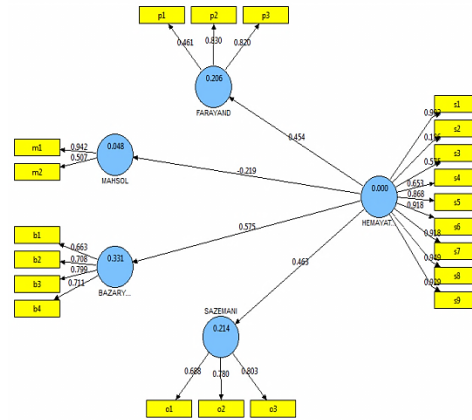 p1 p2 p3
0.461 0.830 0.820
0.206
FARAYAND
0.454
m1
m2
0.942
0.507
0.048
MAHSOL
-0.219
s1
s2
s3
s4
s5
s6
s7
s8
s9
0.653
0.868
0.918
0.918
0.000
HEMAYAT...
0.575
b1
b2
b3
b4
0.663
0.708
0.799
0.711
0.331
BAZARY...
0.463
SAZEMANI
0.214
0.688 0.780 0.803
o1 o2 o3